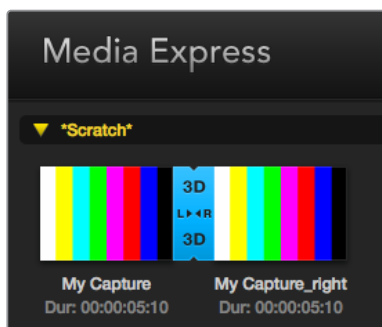 Media Express
*Scratch*
3D
L R
3D
My Capture My Capture_right
Dur: 00:00:05:10 Dur: 00:00:05:10